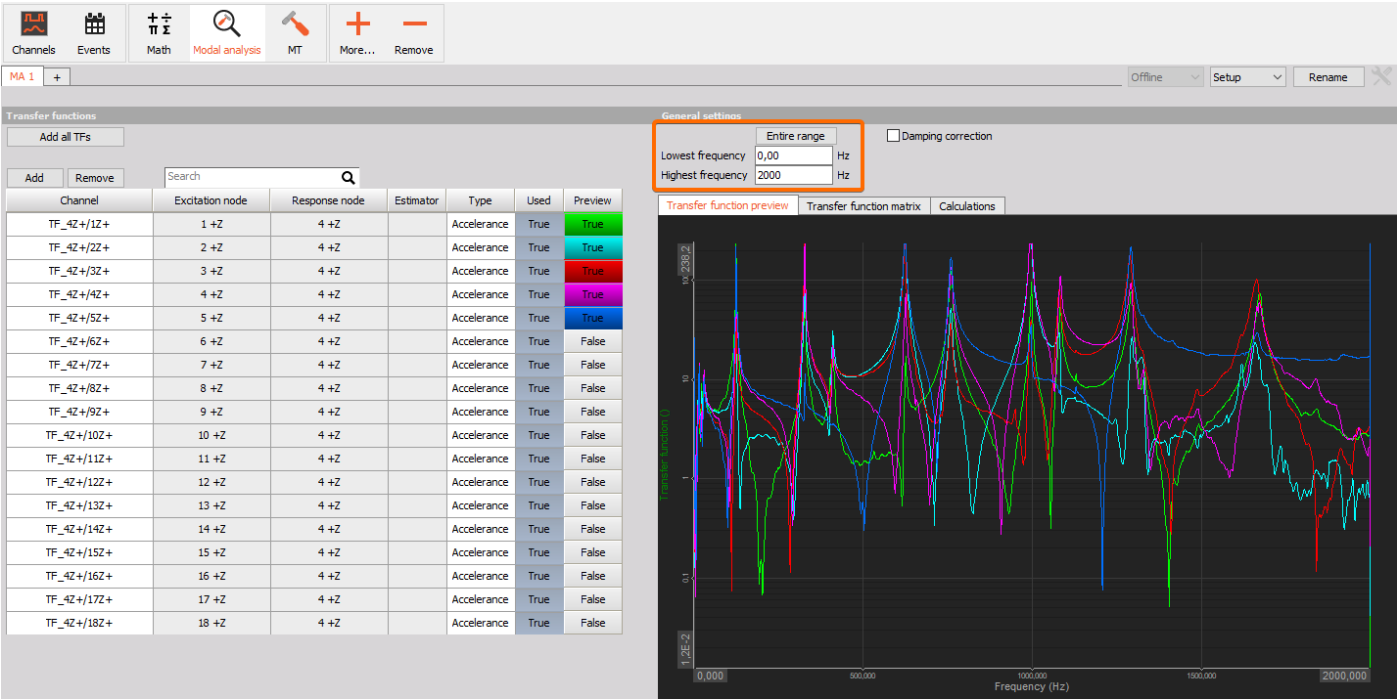 Channels Events Math Modal analysis MT More... Remove
MA 1 + Offline Setup Rename
Transfer functions
Add all TFs
Add Remove Search
Channel Excitation node Response node Estimator Type Used Preview
TF_4Z+/1Z+ 1 +Z 4 +Z Accelerance True True
TF_4Z+/2Z+ 2 +Z 4 +Z Accelerance True True
TF_4Z+/3Z+ 3 +Z 4 +Z Accelerance True True
TF_4Z+/4Z+ 4 +Z 4 +Z Accelerance True True
TF_4Z+/5Z+ 5 +Z 4 +Z Accelerance True True
TF_4Z+/6Z+ 6 +Z 4 +Z Accelerance True False
TF_4Z+/7Z+ 7 +Z 4 +Z Accelerance True False
TF_4Z+/8Z+ 8 +Z 4 +Z Accelerance True False
TF_4Z+/9Z+ 9 +Z 4 +Z Accelerance True False
TF_4Z+/10Z+ 10 +Z 4 +Z Accelerance True False
TF_4Z+/11Z+ 11 +Z 4 +Z Accelerance True False
TF_4Z+/12Z+ 12 +Z 4 +Z Accelerance True False
TF_4Z+/13Z+ 13 +Z 4 +Z Accelerance True False
TF_4Z+/14Z+ 14 +Z 4 +Z Accelerance True False
TF_4Z+/15Z+ 15 +Z 4 +Z Accelerance True False
TF_4Z+/16Z+ 16 +Z 4 +Z Accelerance True False
TF_4Z+/17Z+ 17 +Z 4 +Z Accelerance True False
TF_4Z+/18Z+ 18 +Z 4 +Z Accelerance True False
General settings
Entire range Damping correction
Lowest frequency 0,00 Hz
Highest frequency 2000 Hz
Transfer function preview Transfer function matrix Calculations
238,2
10
1
0,1
1,2E-2
Transfer function ()
0,000 500,000 1000,000 1500,000 2000,000
Frequency (Hz)